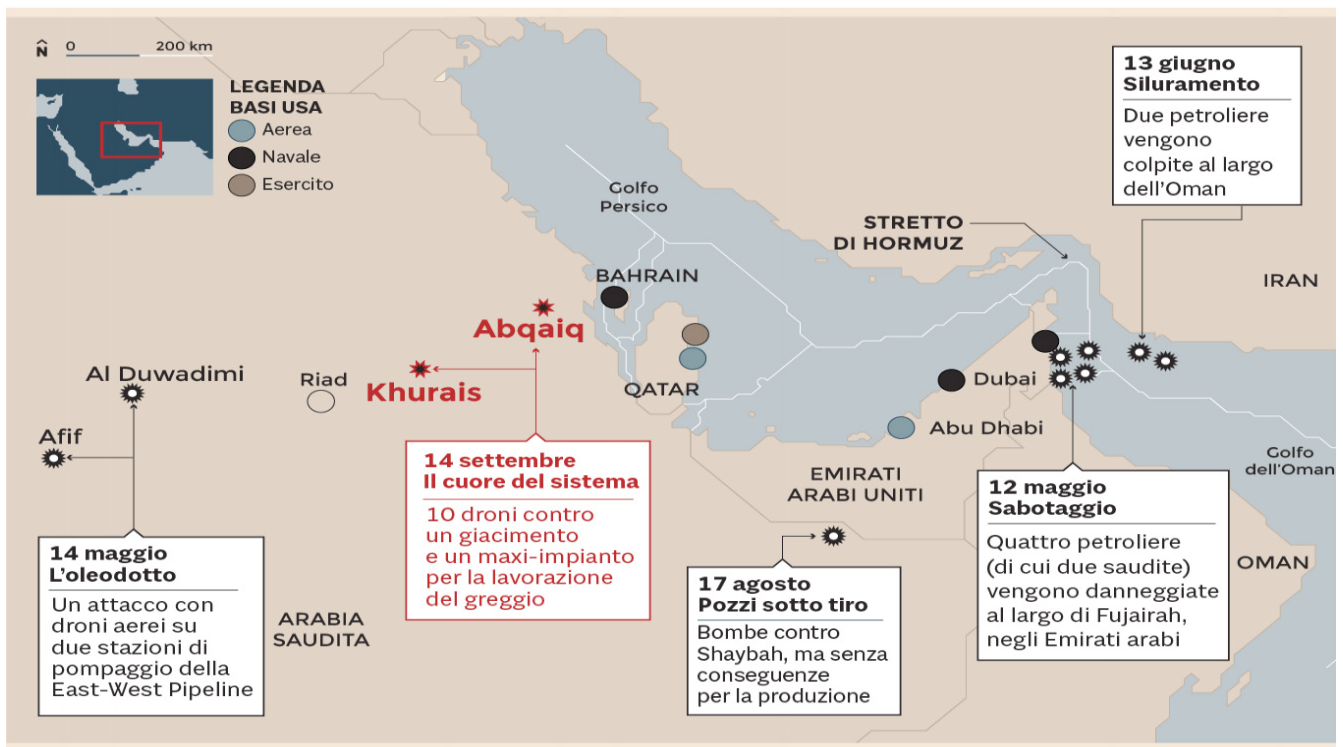 N
0 200 km
LEGENDA
BASI USA
Aerea
Navale
Esercito
13 giugno
Siluramento
Due petroliere
vengono
colpite al largo
dell'Oman
Golfo
Persico
STRETTO
DI HORMUZ
IRAN
BAHRAIN
Abqaiq
Khurais
Al Duwadimi
Riad
Afif
QATAR
Dubai
Abu Dhabi
Golfo
dell'Oman
EMIRATI
ARABI UNITI
14 settembre
Il cuore del sistema
10 droni contro
un giacimento
e un maxi-impianto
per la lavorazione
del greggio
12 maggio
Sabotaggio
Quattro petroliere
(di cui due saudite)
vengono danneggiate
al largo di Fujairah,
negli Emirati arabi
OMAN
14 maggio
L'oleodotto
Un attacco con
droni aerei su
due stazioni di
pompaggio della
East-West Pipeline
ARABIA
SAUDITA
17 agosto
Pozzi sotto tiro
Bombe contro
Shaybah, ma senza
conseguenze
per la produzione